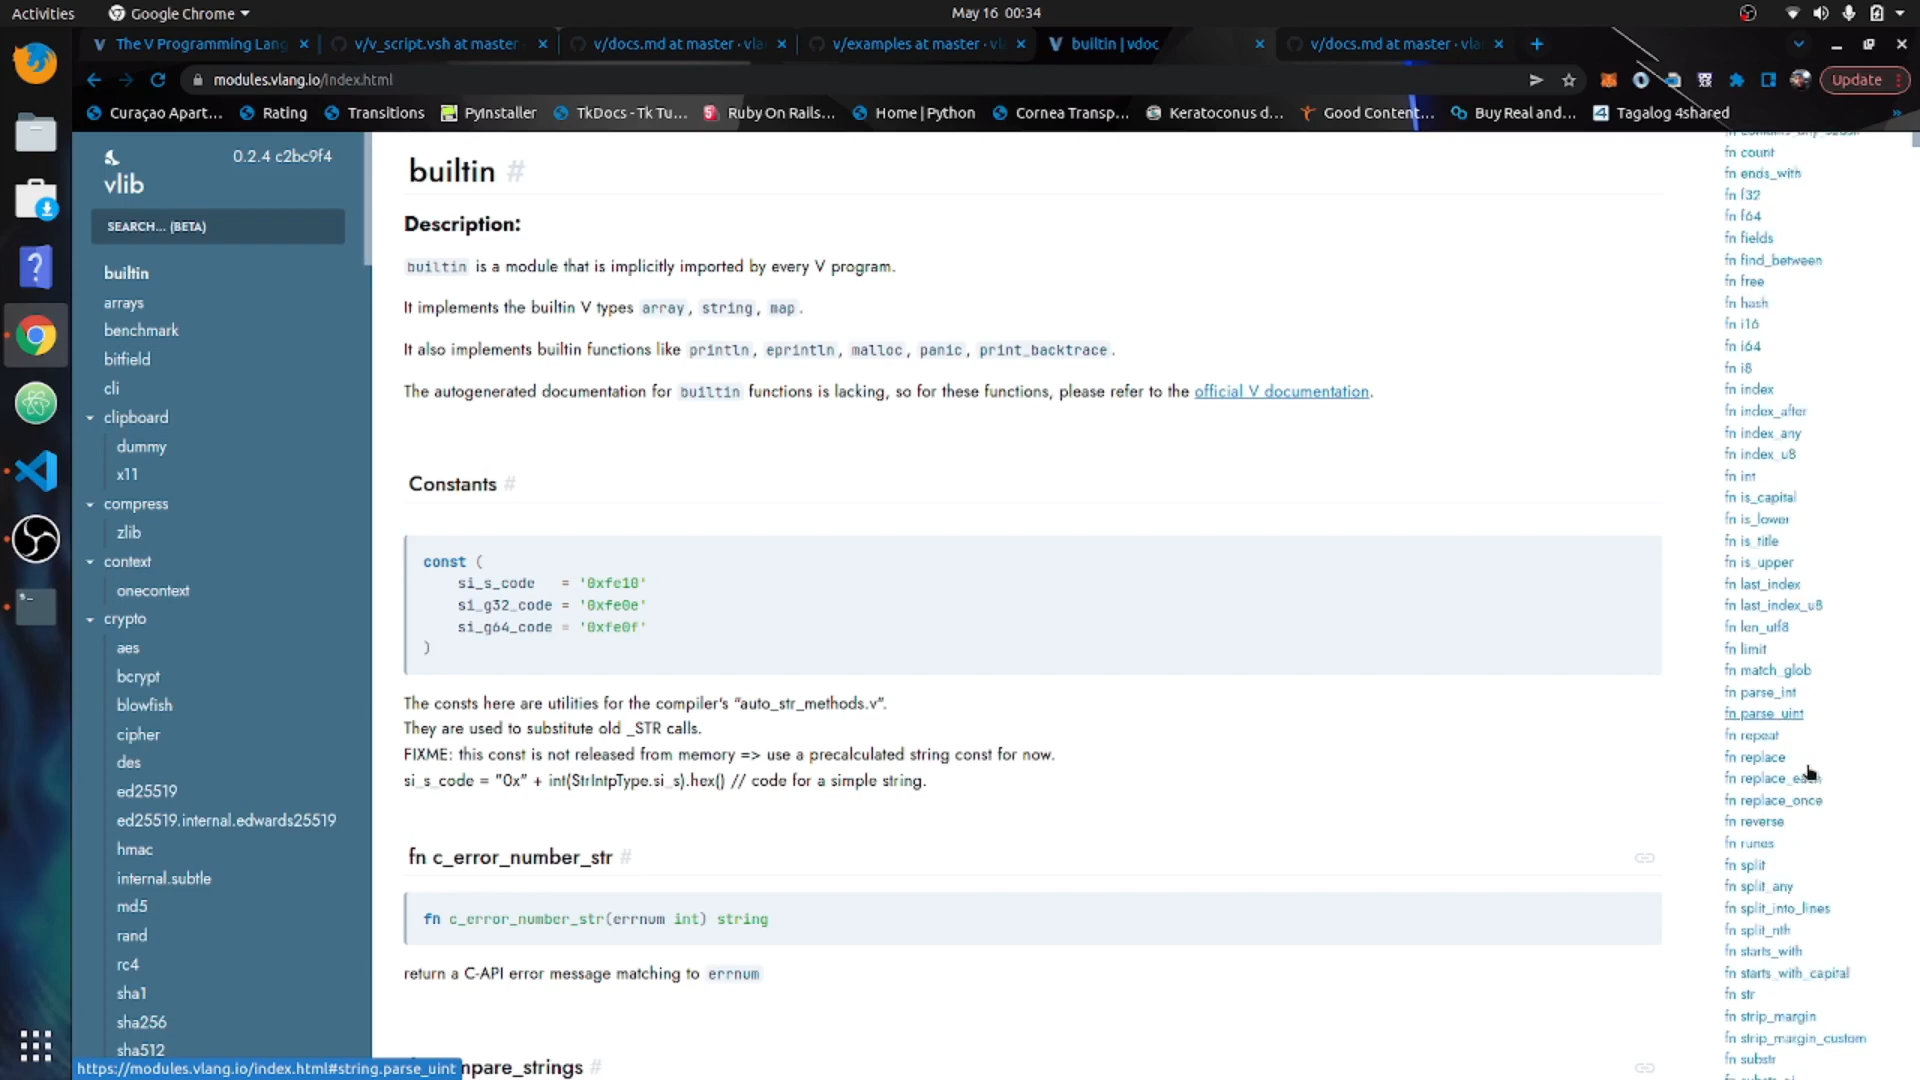 Activities
Google Chrome
May 16 00:34
The V Programming Lang
v/v_script.vsh at master
v/docs.md at master · vla
v/examples at master · vl
builtin | vdoc
v/docs.md at master · vla
modules.vlang.io/index.html
Update
Curaçao Apart...
Rating
Transitions
PyInstaller
TkDocs - Tk Tu...
Ruby On Rails...
Home | Python
Cornea Transp...
Keratoconus d...
Good Content...
Buy Real and...
Tagalog 4shared
0.2.4 c2bc9f4
vlib
SEARCH... (BETA)
builtin
arrays
benchmark
bitfield
cli
clipboard
dummy
x11
compress
zlib
context
onecontext
crypto
aes
bcrypt
blowfish
cipher
des
ed25519
ed25519.internal.edwards25519
hmac
internal.subtle
md5
rand
rc4
sha1
sha256
sha512
https://modules.vlang.io/index.html#string.parse_uint
builtin #
Description:
builtin is a module that is implicitly imported by every V program.
It implements the builtin V types array, string, map.
It also implements builtin functions like println, eprintln, malloc, panic, print_backtrace.
The autogenerated documentation for builtin functions is lacking, so for these functions, please refer to the official V documentation.
Constants #
const (
si_s_code = '0xfe10'
si_g32_code = '0xfe0e'
si_g64_code = '0xfe0f'
)
The consts here are utilities for the compiler's "auto_str_methods.v".
They are used to substitute old _STR calls.
FIXME: this const is not released from memory => use a precalculated string const for now.
si_s_code = "0x" + int(StrIntpType.si_s).hex() // code for a simple string.
fn c_error_number_str #
fn c_error_number_str(errnum int) string
return a C-API error message matching to errnum
mpare_strings #
fn count
fn ends_with
fn f32
fn f64
fn fields
fn find_between
fn free
fn hash
fn i16
fn i64
fn i8
fn index
fn index_after
fn index_any
fn index_u8
fn int
fn is_capital
fn is_lower
fn is_title
fn is_upper
fn last_index
fn last_index_u8
fn len_utf8
fn limit
fn match_glob
fn parse_int
fn parse_uint
fn repeat
fn replace
fn replace_each
fn replace_once
fn reverse
fn runes
fn split
fn split_any
fn split_into_lines
fn split_nth
fn starts_with
fn starts_with_capital
fn str
fn strip_margin
fn strip_margin_custom
fn substr